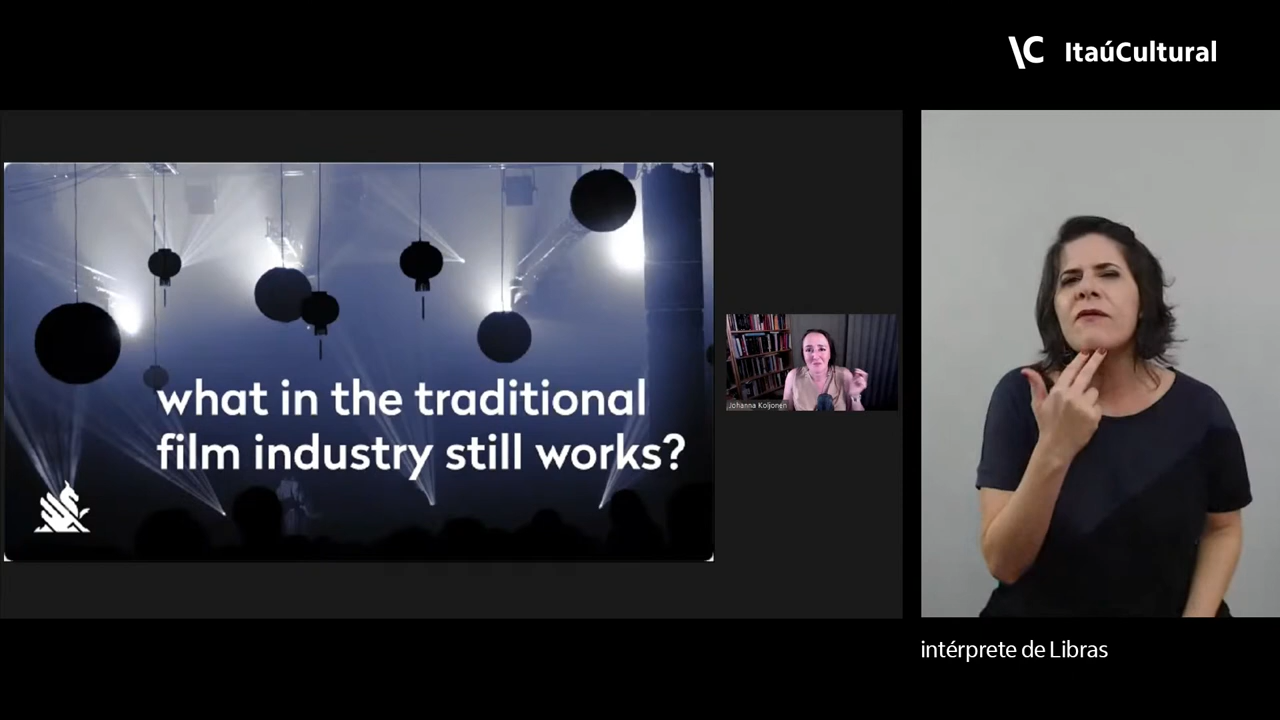 \C ItaúCultural
what in the traditional
film industry still works?
Johanna Koljonen
intérprete de Libras